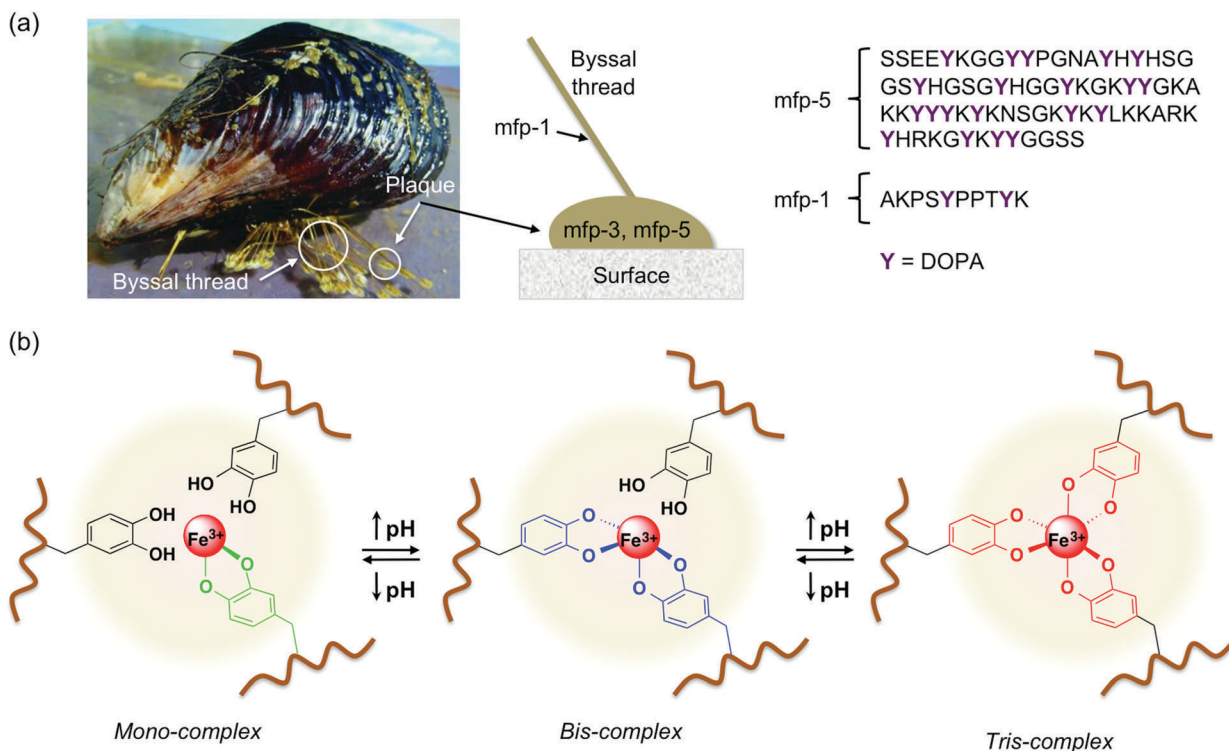 (a)
Byssal thread
Plaque
Byssal
thread
mfp-1
mfp-3, mfp-5
Surface
mfp-5
SSEEYKGGYYPGNAYHYHSG
GSYHGSGYHGGYKGKYYGKA
KKYYYKYKNSGKYKYLKKARK
YHRKGYKYYGGSS
mfp-1
AKPSYPPTYK
Y = DOPA
(b)
HO
HO
OH
OH
Fe3+
O
O
Mono-complex
↑ pH
↓ pH
HO
HO
O
O
Fe3+
O
O
Bis-complex
↑ pH
↓ pH
O
O
O
O
Fe3+
O
O
Tris-complex